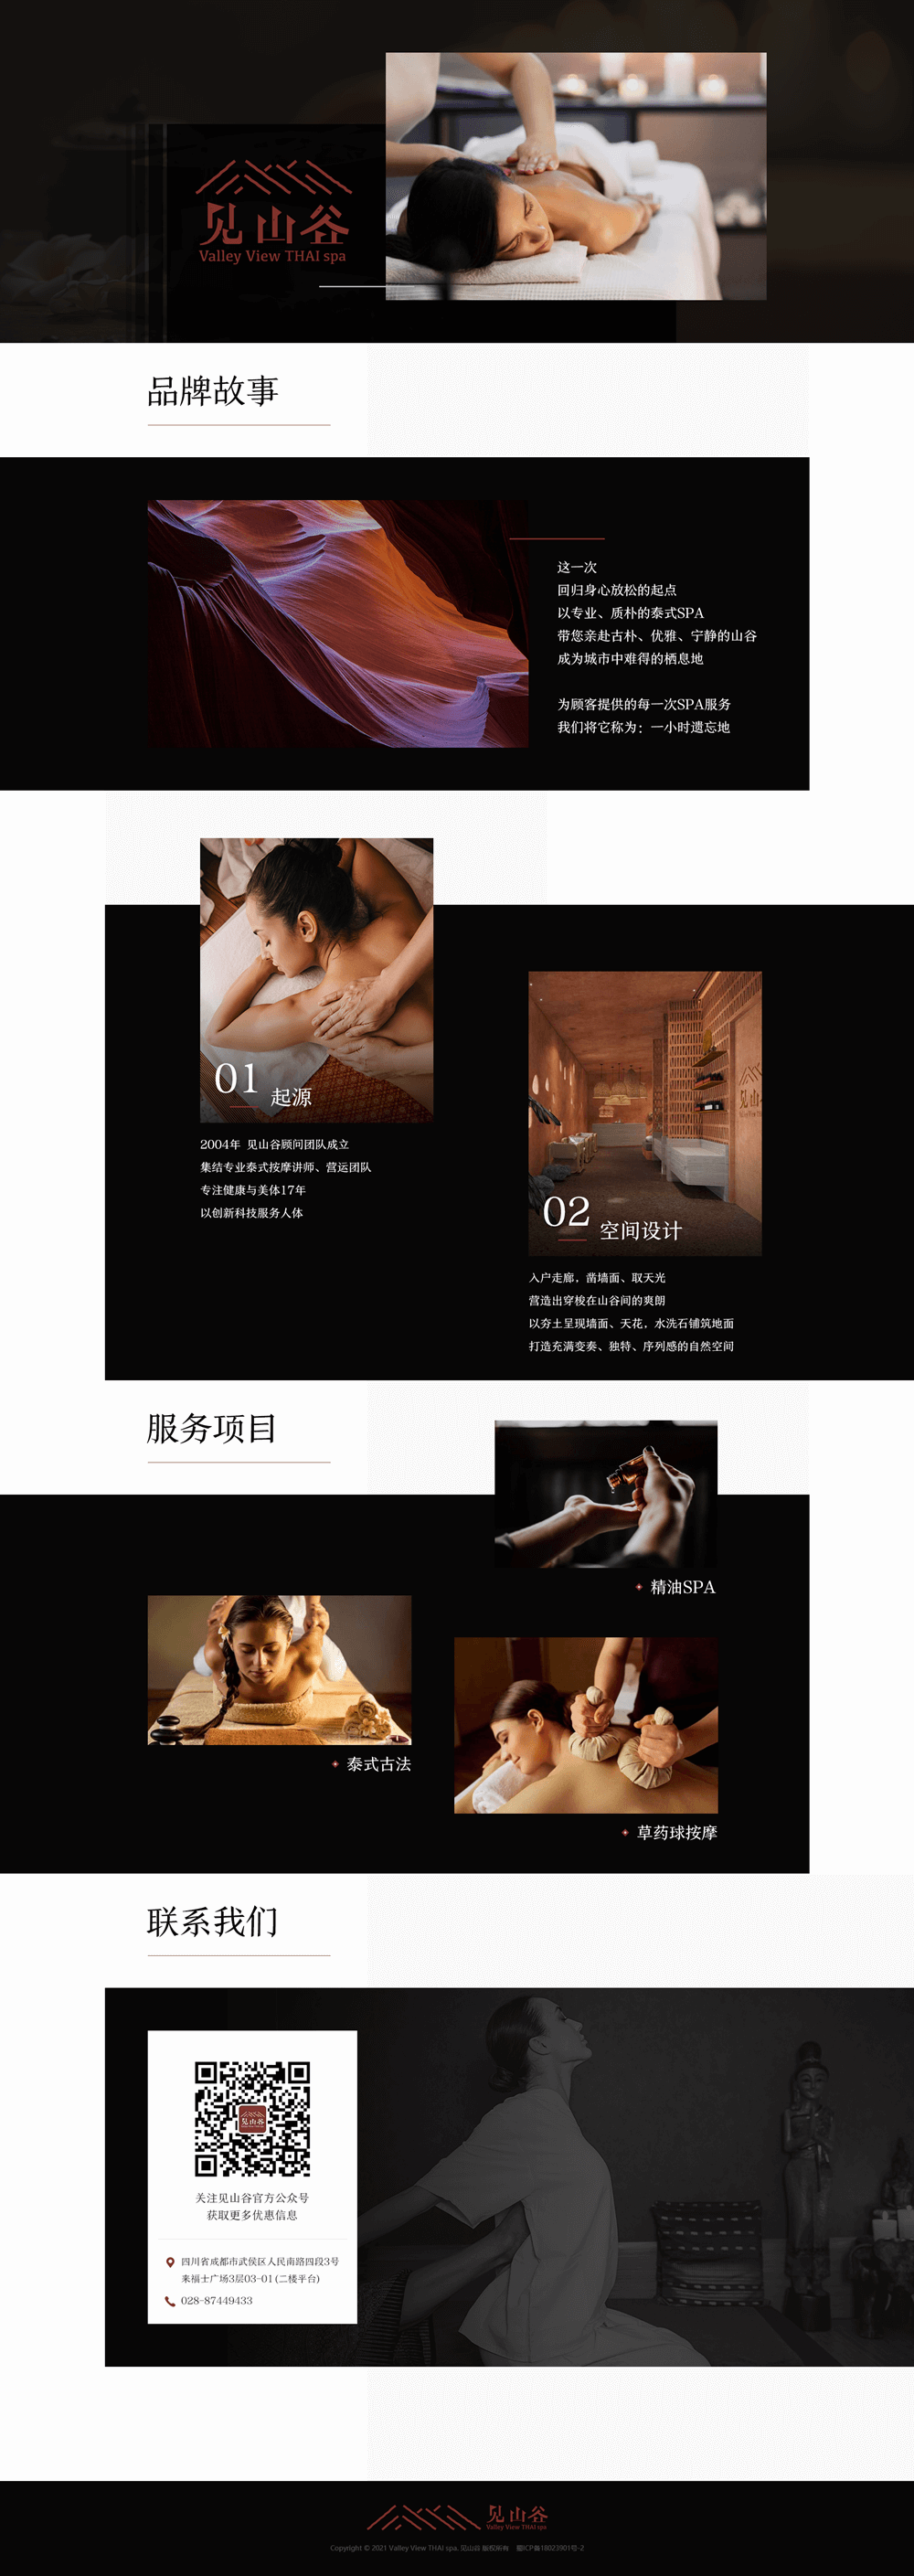 见山谷
Valley View THAI spa
品牌故事
这一次
回归身心放松的起点
以专业、质朴的泰式SPA
带您亲赴古朴、优雅、宁静的山谷
成为城市中难得的栖息地
为顾客提供的每一次SPA服务
我们将它称为：一小时遗忘地
01 起源
2004年 见山谷顾问团队成立
集结专业泰式按摩讲师、营运团队
专注健康与美体17年
以创新科技服务人体
见山谷
02 空间设计
入户走廊，凿墙面、取天光
营造出穿梭在山谷间的爽朗
以夯土呈现墙面、天花，水洗石铺筑地面
打造充满变奏、独特、序列感的自然空间
服务项目
精油SPA
泰式古法
草药球按摩
联系我们
见山谷
关注见山谷官方公众号
获取更多优惠信息
四川省成都市武侯区人民南路四段3号
来福士广场3层03-01 (二楼平台)
028-87449433
见山谷
Valley View THAI spa
Copyright © 2021 Valley View THAI spa, 见山谷 版权所有 蜀ICP备18023901号-2